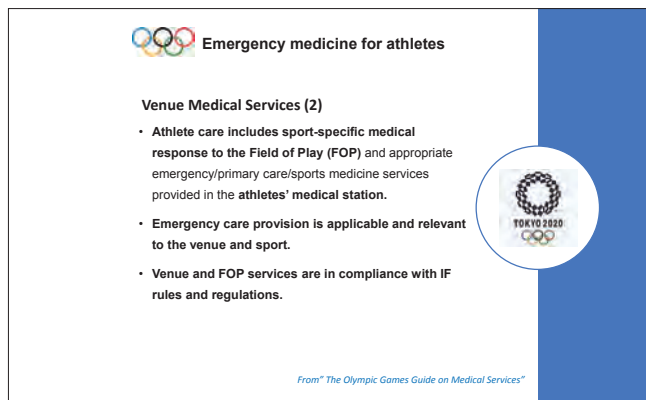 Emergency medicine for athletes
Venue Medical Services (2)
• Athlete care includes sport-specific medical
response to the Field of Play (FOP) and appropriate
emergency/primary care/sports medicine services
provided in the athletes’ medical station.
• Emergency care provision is applicable and relevant
to the venue and sport.
• Venue and FOP services are in compliance with IF
rules and regulations.
TOKYO 2020
From” The Olympic Games Guide on Medical Services”